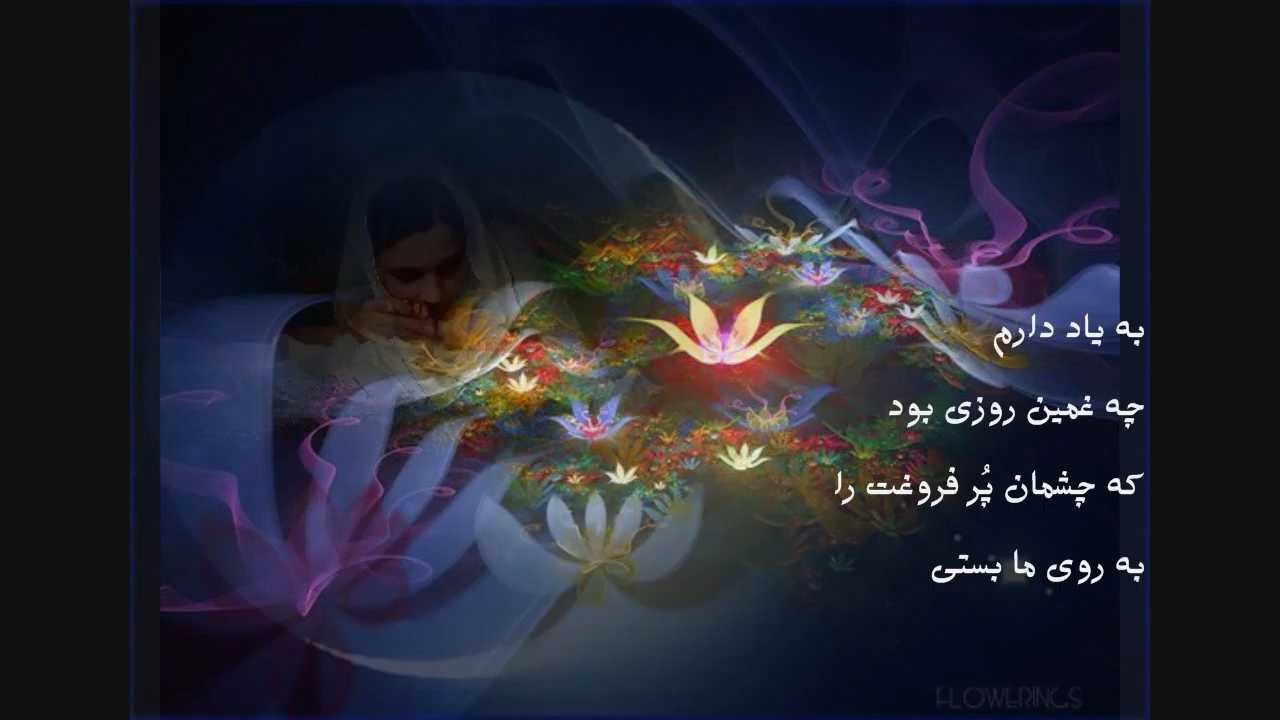 به یاد دارم
چه غمین روزی بود
که چشمان پُر فروغت را
به روی ما بستی
FLOWERINGS